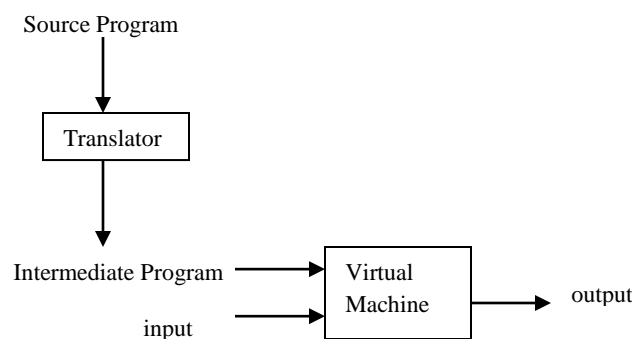 Source Program
Translator
Intermediate Program
input
Virtual
Machine
output